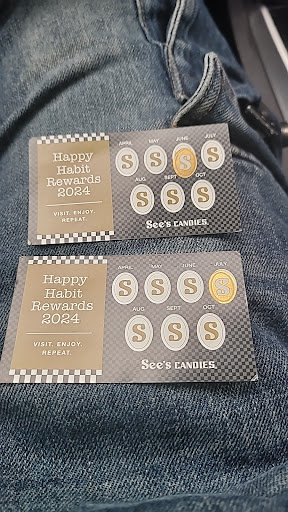 Happy
Habit
Rewards
2024
VISIT. ENJOY.
REPEAT.
APRIL MAY JUNE JULY
S S S S
AUG. SEPT. OCT.
S S S
See's CANDIES
Happy
Habit
Rewards
2024
VISIT. ENJOY.
REPEAT.
APRIL MAY JUNE JULY
S S S S
AUG. SEPT. OCT.
S S S
See's CANDIES